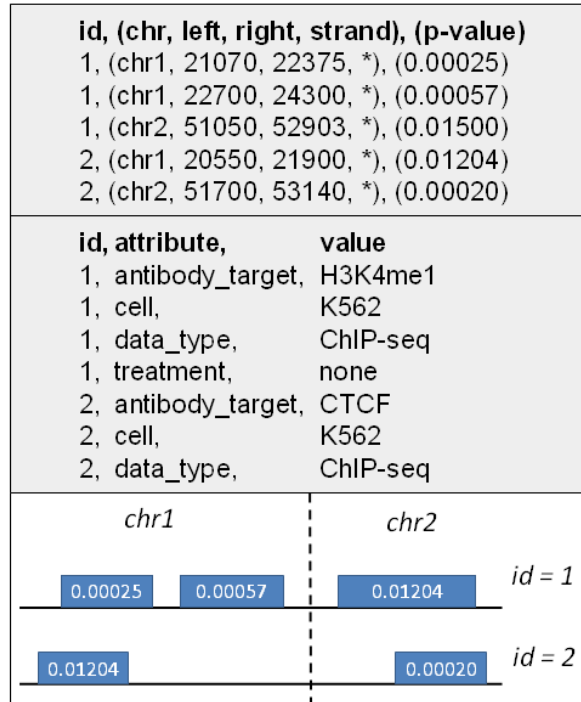 id, (chr, left, right, strand), (p-value)
1, (chr1, 21070, 22375, *), (0.00025)
1, (chr1, 22700, 24300, *), (0.00057)
1, (chr2, 51050, 52903, *), (0.01500)
2, (chr1, 20550, 21900, *), (0.01204)
2, (chr2, 51700, 53140, *), (0.00020)
id, attribute, value
1, antibody_target, H3K4me1
1, cell, K562
1, data_type, ChIP-seq
1, treatment, none
2, antibody_target, CTCF
2, cell, K562
2, data_type, ChIP-seq
chr1 chr2
0.00025 0.00057 0.01204 id = 1
0.01204 0.00020 id = 2